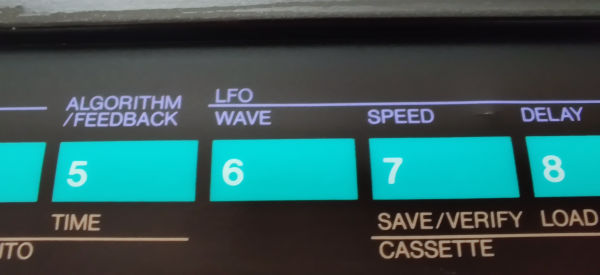 ALGORITHM
/FEEDBACK
LFO
WAVE
SPEED
DELAY
5
6
7
8
TIME
SAVE/VERIFY
LOAD
CASSETTE